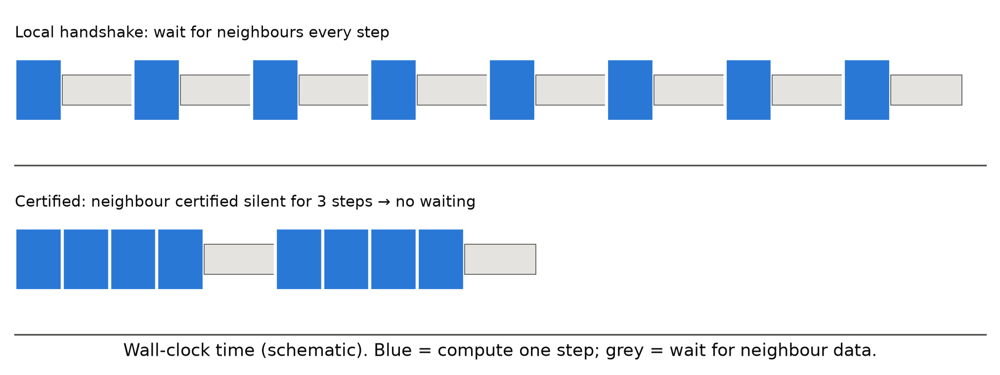 Local handshake: wait for neighbours every step
Certified: neighbour certified silent for 3 steps → no waiting
Wall-clock time (schematic). Blue = compute one step; grey = wait for neighbour data.